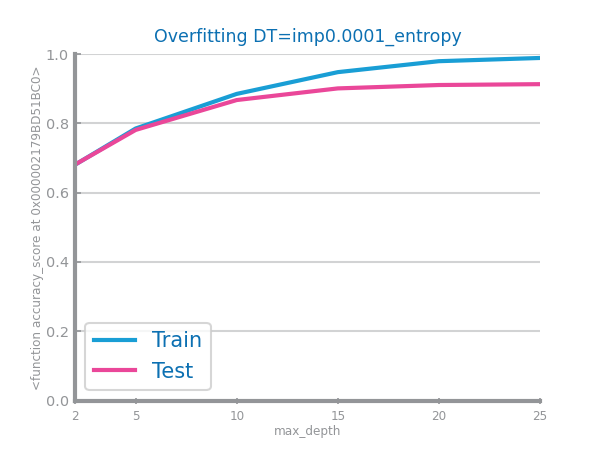 Overfitting DT=imp0.0001_entropy
<function accuracy_score at 0x000002179BD51BC0>
1.0
0.8
0.6
0.4
0.2
0.0
Train
Test
2 5 10 15 20 25
max_depth